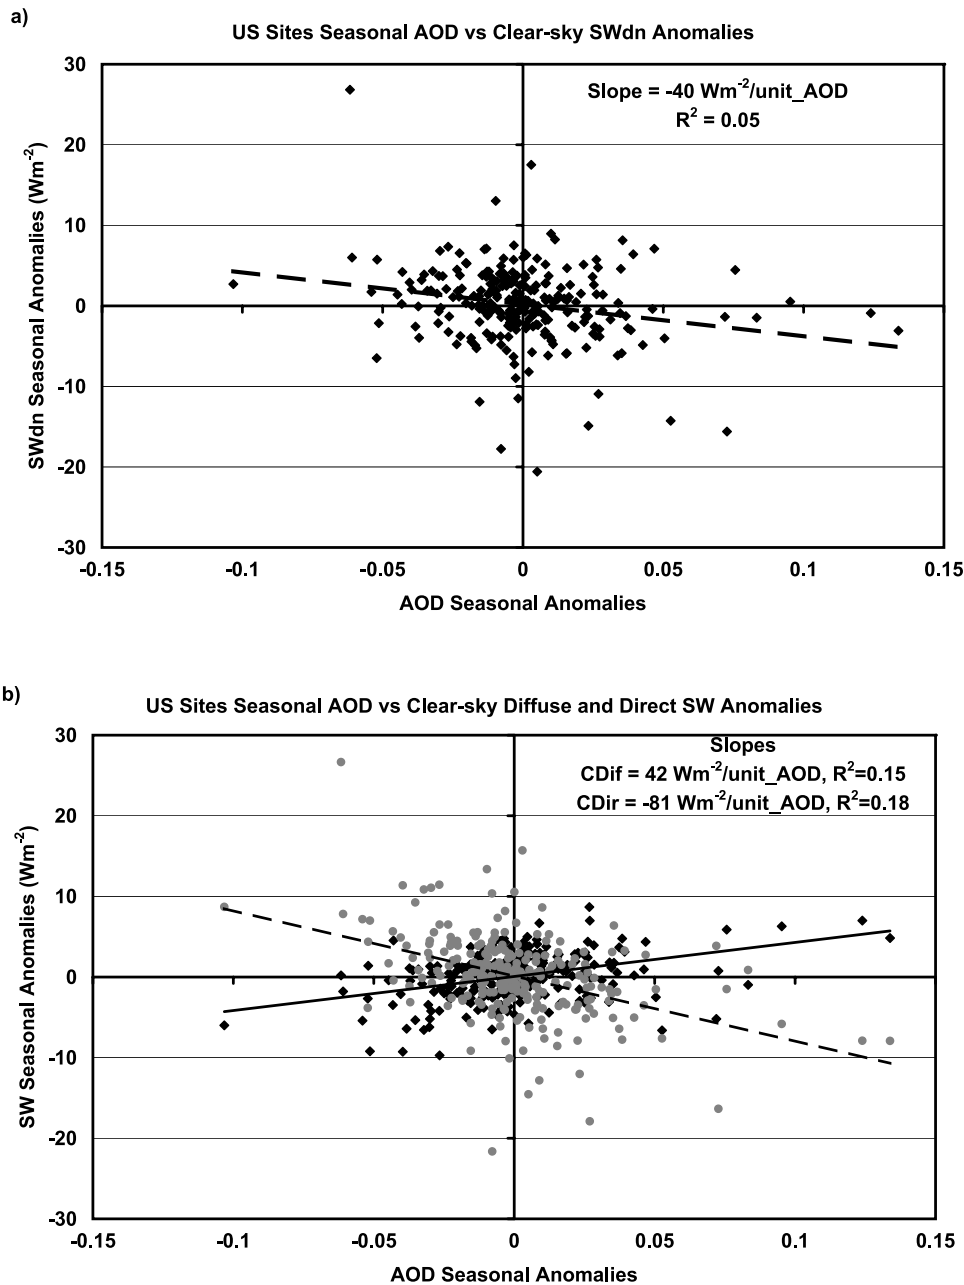 a)
US Sites Seasonal AOD vs Clear-sky SWdn Anomalies
Slope = -40 Wm⁻²/unit_AOD
R² = 0.05
SWdn Seasonal Anomalies (Wm⁻²)
30
20
10
0
-10
-20
-30
-0.15 -0.1 -0.05 0 0.05 0.1 0.15
AOD Seasonal Anomalies
b)
US Sites Seasonal AOD vs Clear-sky Diffuse and Direct SW Anomalies
Slopes
CDif = 42 Wm⁻²/unit_AOD, R²=0.15
CDir = -81 Wm⁻²/unit_AOD, R²=0.18
SW Seasonal Anomalies (Wm⁻²)
30
20
10
0
-10
-20
-30
-0.15 -0.1 -0.05 0 0.05 0.1 0.15
AOD Seasonal Anomalies